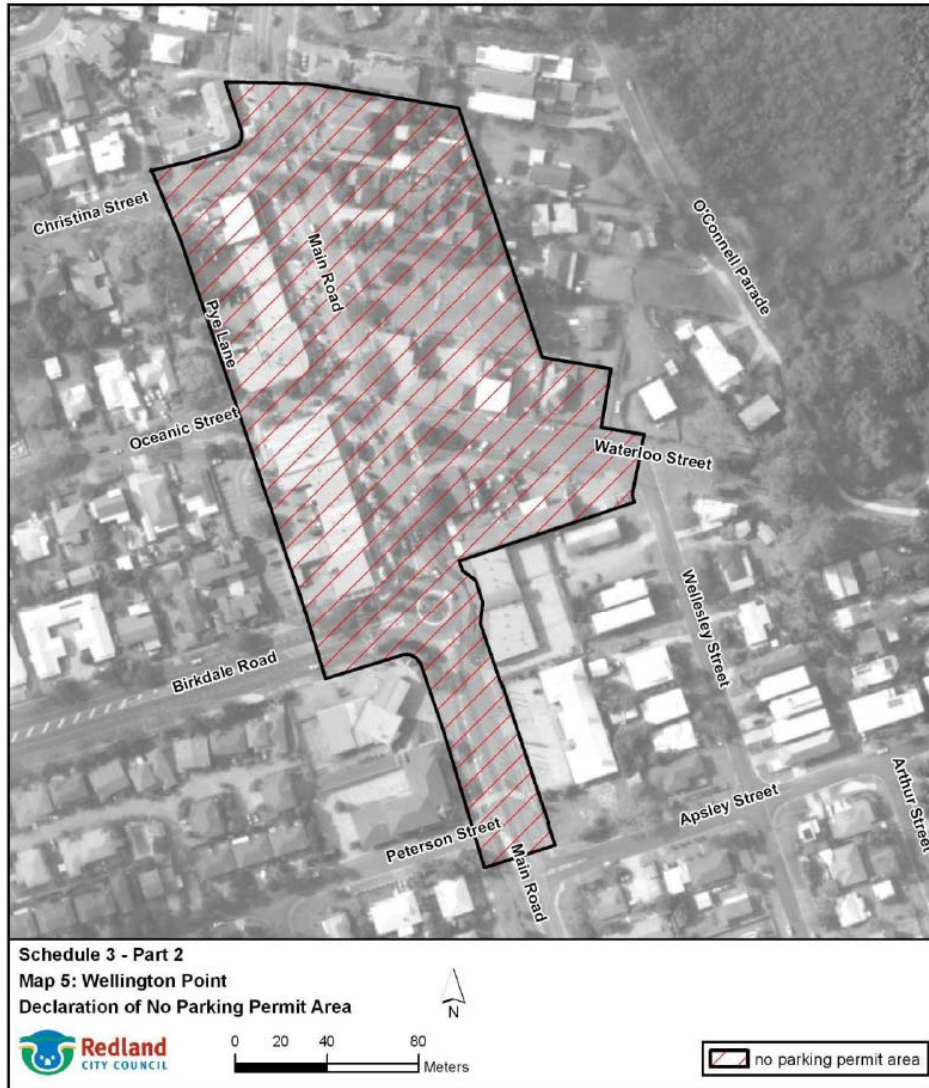 Christina Street
O'Connell Parade
Main Road
Pye Lane
Oceanic Street
Waterloo Street
Wellesley Street
Birkdale Road
Apsley Street
Arthur Street
Peterson Street
Main Road
Schedule 3 - Part 2
Map 5: Wellington Point
Declaration of No Parking Permit Area
N
Redland
CITY COUNCIL
0 20 40 80
Meters
no parking permit area